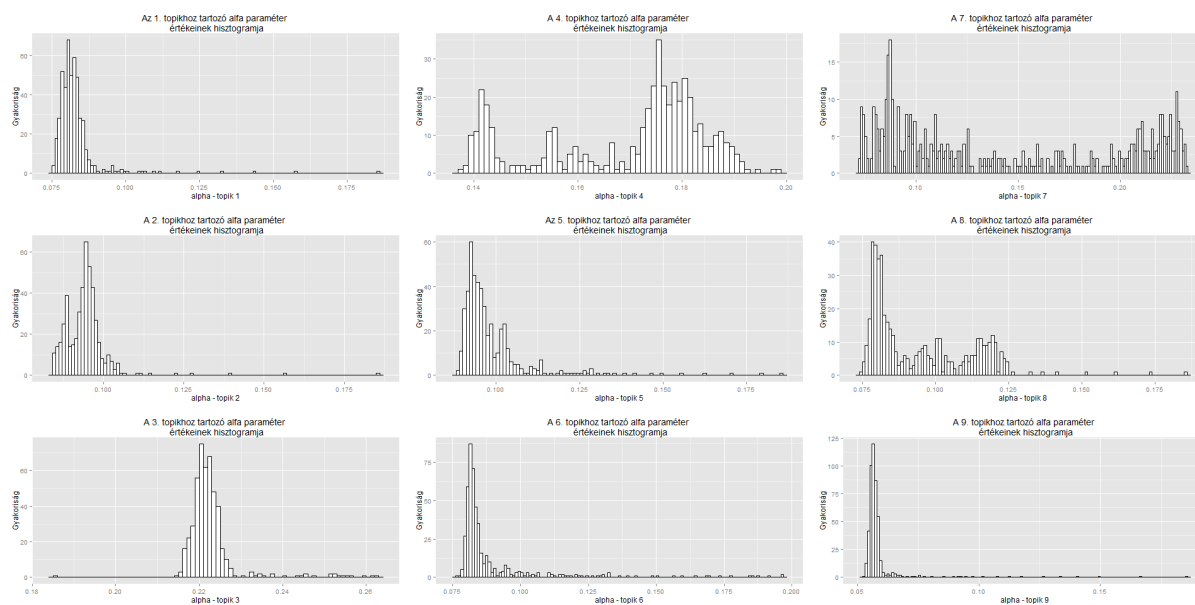 Az 1. topikhoz tartozó alfa paraméter
értékeinek hisztogramja
Gyakoriság
60
40
20
0
0.075
0.100
0.125
0.150
0.175
alpha - topik 1
A 4. topikhoz tartozó alfa paraméter
értékeinek hisztogramja
Gyakoriság
30
20
10
0
0.14
0.16
0.18
0.20
alpha - topik 4
A 7. topikhoz tartozó alfa paraméter
értékeinek hisztogramja
Gyakoriság
15
10
5
0
0.10
0.15
0.20
alpha - topik 7
A 2. topikhoz tartozó alfa paraméter
értékeinek hisztogramja
Gyakoriság
60
40
20
0
0.100
0.125
0.150
0.175
alpha - topik 2
Az 5. topikhoz tartozó alfa paraméter
értékeinek hisztogramja
Gyakoriság
60
40
20
0
0.100
0.125
0.150
0.175
alpha - topik 5
A 8. topikhoz tartozó alfa paraméter
értékeinek hisztogramja
Gyakoriság
40
30
20
10
0
0.075
0.100
0.125
0.150
0.175
alpha - topik 8
A 3. topikhoz tartozó alfa paraméter
értékeinek hisztogramja
Gyakoriság
60
40
20
0
0.18
0.20
0.22
0.24
0.26
alpha - topik 3
A 6. topikhoz tartozó alfa paraméter
értékeinek hisztogramja
Gyakoriság
75
50
25
0
0.075
0.100
0.125
0.150
0.175
0.200
alpha - topik 6
A 9. topikhoz tartozó alfa paraméter
értékeinek hisztogramja
Gyakoriság
125
100
75
50
25
0
0.05
0.10
0.15
alpha - topik 9